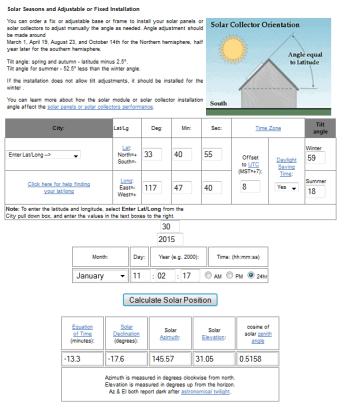 Solar Seasons and Adjustable or Fixed Installation
You can order a fix or adjustable base or frame to install your solar panels or
solar collectors to adjust manually the angle as needed. Angle adjustment should
be made around
March 1, April 19, August 23, and October 14th for the Northern hemisphere, half
year later for the southern hemisphere.
Tilt angle: spring and autumn - latitude minus 2.5°.
Tilt angle for summer - 52.5° less than the winter angle.
If the installation does not allow tilt adjustments, it should be installed for the
winter .
You can learn more about how the solar module or solar collector installation
angle affect the solar panels or solar collectors performance.
Solar Collector Orientation
Angle equal
to Latitude
South
City: Lat/Lg Deg: Min: Sec: Time Zone Tilt angle
Enter Lat/Long -->
Lat:
North=+
South=-
33 40 55
Click here for help finding
your lat/long
Long:
East=-
West=+
117 47 40
Offset
to UTC
(MST=+7):
8
Daylight
Saving
Time:
Yes
Winter
59
Summer
18
Note: To enter the latitude and longitude, select Enter Lat/Long from the
City pull down box, and enter the values in the text boxes to the right.
30
2015
Month: Day: Year (e.g. 2000): Time: (hh:mm:ss)
January 11 : 02 : 17 AM PM 24hr
Calculate Solar Position
Equation
of Time
(minutes):
Solar
Declination
(degrees):
Solar
Azimuth:
Solar
Elevation:
cosine of
solar zenith
angle
-13.3 -17.6 145.57 31.05 0.5158
Azimuth is measured in degrees clockwise from north.
Elevation is measured in degrees up from the horizon.
Az & El both report dark after astronomical twilight.